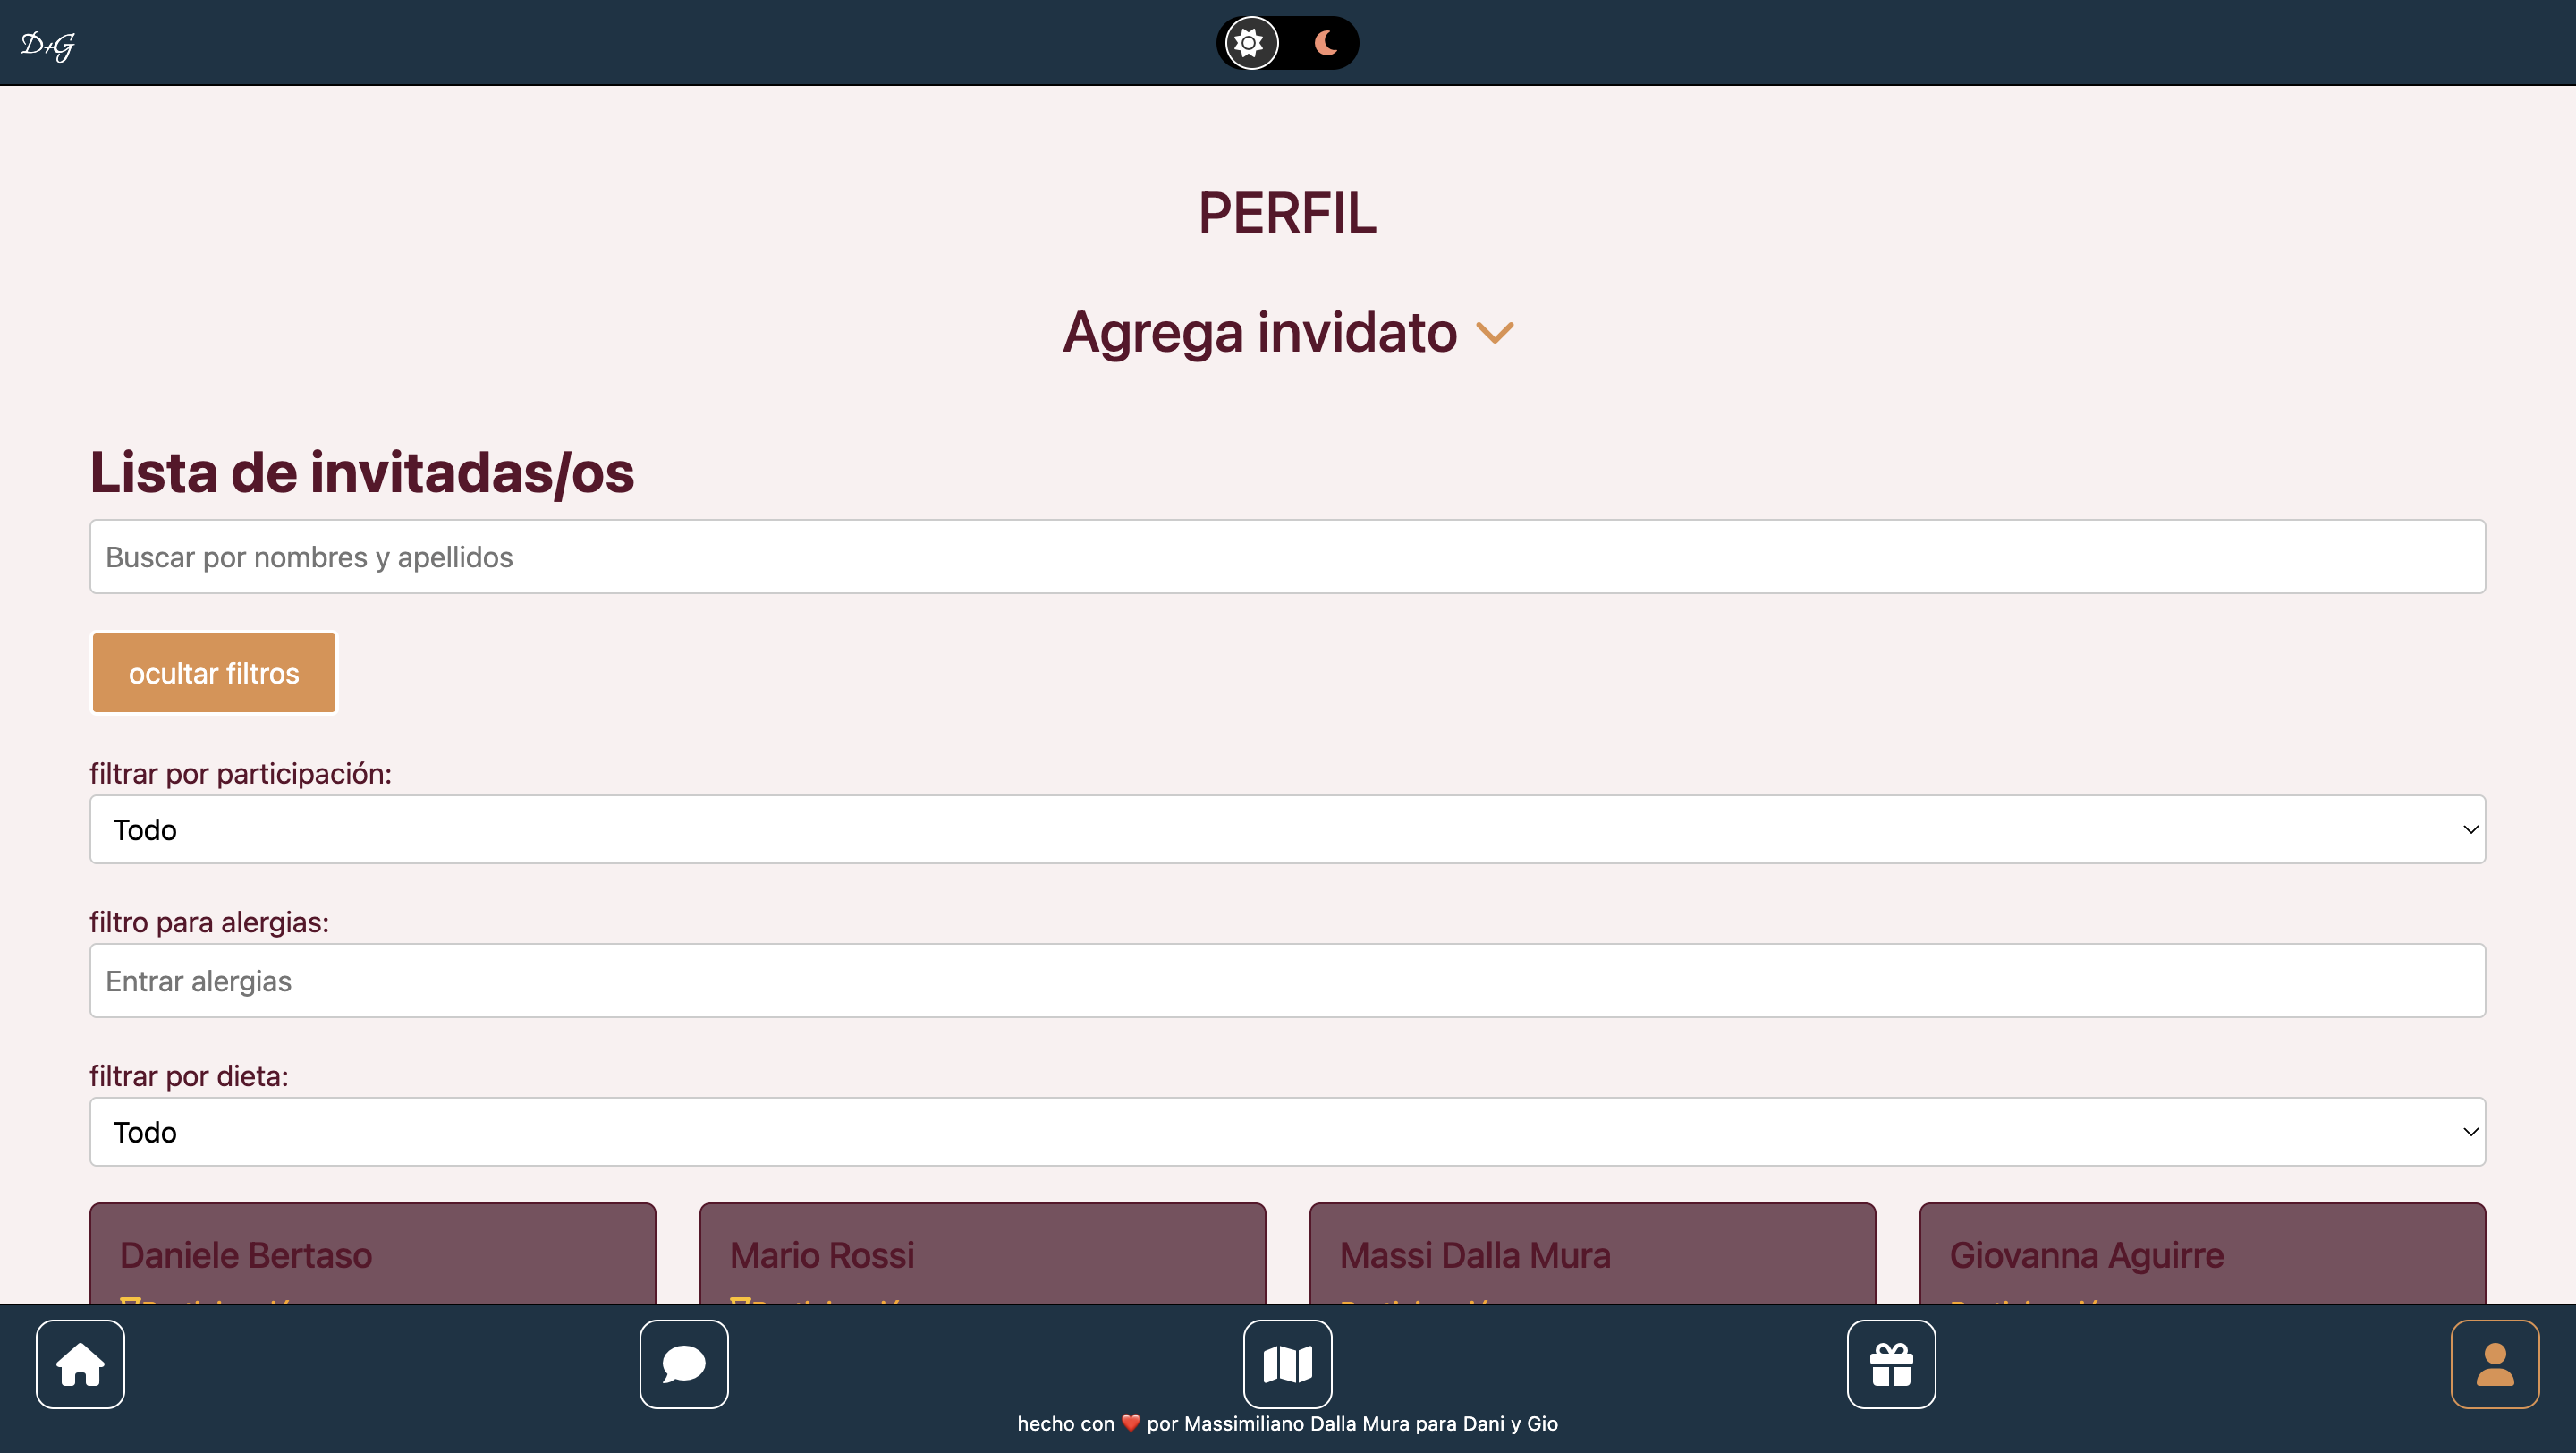 D+G
PERFIL
Agrega invidato
Lista de invitadas/os
Buscar por nombres y apellidos
ocultar filtros
filtrar por participación:
Todo
filtro para alergias:
Entrar alergias
filtrar por dieta:
Todo
Daniele Bertaso
Mario Rossi
Massi Dalla Mura
Giovanna Aguirre
hecho con ❤️ por Massimiliano Dalla Mura para Dani y Gio